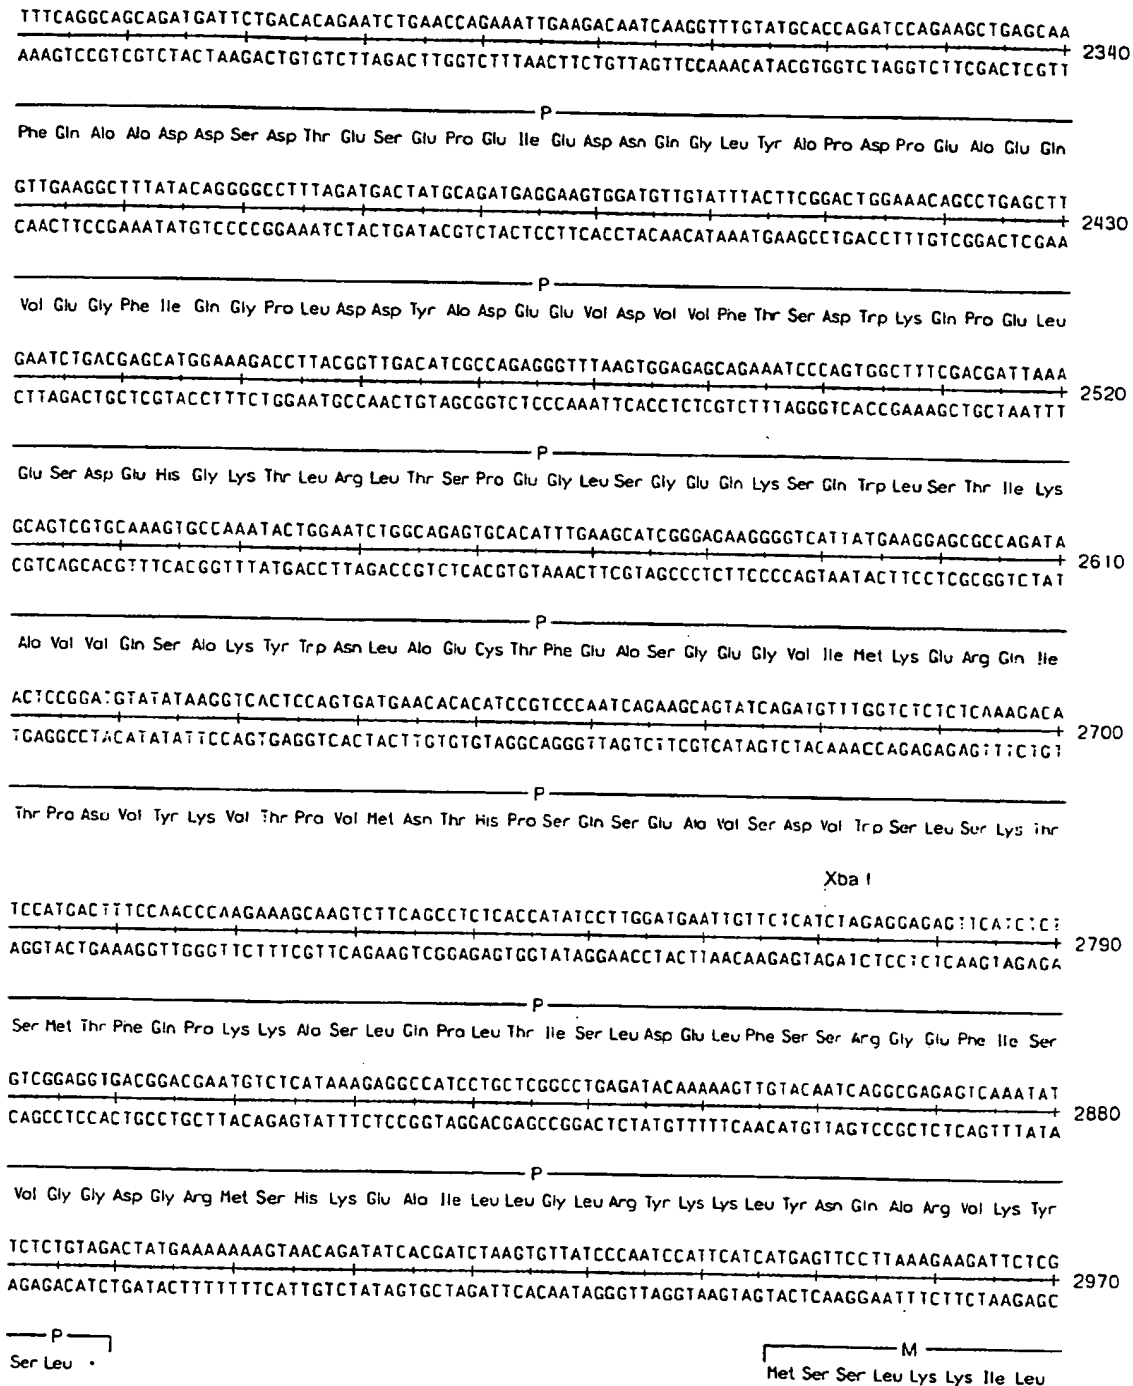 TTTCAGGCAGCAGATGATTCTGACACAGAATCTGAACCAGAAATTGAAGACAATCAAGGTTTGTATGCACCAGATCCAGAAGCTGAGCAA
2340
AAAGTCCGTCGTCTACTAAGACTGTGTCTTAGACTTGGTCTTTAACTTCTGTTAGTTCCAAACATACGTGGTCTAGGTCTTCGACTCGTT
P
Phe Gln Ala Ala Asp Asp Ser Asp Thr Glu Ser Glu Pro Glu Ile Glu Asp Asn Gln Gly Leu Tyr Ala Pro Asp Pro Glu Ala Glu Gln
GTTGAAGGCTTTATACAGGGGCCTTTAGATGACTATGCAGATGAGGAAGTGGATGTTGTATTTACTTCGGACTGGAAACAGCCTGAGCTT
2430
CAACTTCCGAAATATGTCCCCGGAAATCTACTGATACGTCTACTCCTTCACCTACAACATAAATGAAGCCTGACCTTTGTCGGACTCGAA
P
Val Glu Gly Phe Ile Gln Gly Pro Leu Asp Asp Tyr Ala Asp Glu Glu Val Asp Val Val Phe Thr Ser Asp Trp Lys Gln Pro Glu Leu
GAATCTGACGAGCATGGAAAGACCTTACGGTTGACATCGCCAGAGGGTTTAAGTGGAGAGCAGAAATCCCAGTGGCTTTCGACGATTAAA
2520
CTTAGACTGCTCGTACCTTTCTGGAATGCCAACTGTAGCGGTCTCCCAAATTCACCTCTCGTCTTTAGGGTCACCGAAAGCTGCTAATTT
P
Glu Ser Asp Glu His Gly Lys Thr Leu Arg Leu Thr Ser Pro Glu Gly Leu Ser Gly Glu Gln Lys Ser Gln Trp Leu Ser Thr Ile Lys
GCAGTCGTGCAAAGTGCCAAATACTGGAATCTGGCAGAGTGCACATTTGAAGCATCGGGAGAAGGGGTCATTATGAAGGAGCGCCAGATA
2610
CGTCAGCACGTTTCACGGTTTATGACCTTAGACCGTCTCACGTGTAAACTTCGTAGCCCTCTTCCCCAGTAATACTTCCTCGCGGTCTAT
P
Ala Val Val Gln Ser Ala Lys Tyr Trp Asn Leu Ala Glu Cys Thr Phe Glu Ala Ser Gly Glu Gly Val Ile Met Lys Glu Arg Gln Ile
ACTCCGGATGTATATAAGGTCACTCCAGTGATGAACACACATCCGTCCCAATCAGAAGCAGTATCAGATGTTTGGTCTCTCTCAAAGACA
2700
TGAGGCCTACATATATTCCAGTGAGGTCACTACTTGTGTGTAGGCAGGGTTAGTCTTCGTCATAGTCTACAAACCAGAGAGAGTTTCTGT
P
Thr Pro Asp Val Tyr Lys Val Thr Pro Val Met Asn Thr His Pro Ser Gln Ser Glu Ala Val Ser Asp Val Trp Ser Leu Ser Lys Thr
Xba I
TCCATGACTTTCCAACCCAAGAAAGCAAGTCTTCAGCCTCTCACCATATCCTTGGATGAATTGTTCTCATCTAGAGGAGAGTTCATCTCT
2790
AGGTACTGAAAGGTTGGGTTCTTTCGTTCAGAAGTCGGAGAGTGGTATAGGAACCTACTTAACAAGAGTAGATCTCCTCTCAAGTAGAGA
P
Ser Met Thr Phe Gln Pro Lys Lys Ala Ser Leu Gln Pro Leu Thr Ile Ser Leu Asp Glu Leu Phe Ser Ser Arg Gly Glu Phe Ile Ser
GTCGGAGGTGACGGACGAATGTCTCATAAAGAGGCCATCCTGCTCGGCCTGAGATACAAAAAGTTGTACAATCAGGCGAGAGTCAAATAT
2880
CAGCCTCCACTGCCTGCTTACAGAGTATTTCTCCGGTAGGACGAGCCGGACTCTATGTTTTTCAACATGTTAGTCCGCTCTCAGTTTATA
P
Val Gly Gly Asp Gly Arg Met Ser His Lys Glu Ala Ile Leu Leu Gly Leu Arg Tyr Lys Lys Leu Tyr Asn Gln Ala Arg Val Lys Tyr
TCTCTGTAGACTATGAAAAAAAGTAACAGATATCACGATCTAAGTGTTATCCCAATCCATTCATCATGAGTTCCTTAAAGAAGATTCTCG
2970
AGAGACATCTGATACTTTTTTTCATTGTCTATAGTGCTAGATTCACAATAGGGTTAGGTAAGTAGTACTCAAGGAATTTCTTCTAAGAGC
P
M
Ser Leu ·
Met Ser Ser Leu Lys Lys Ile Leu